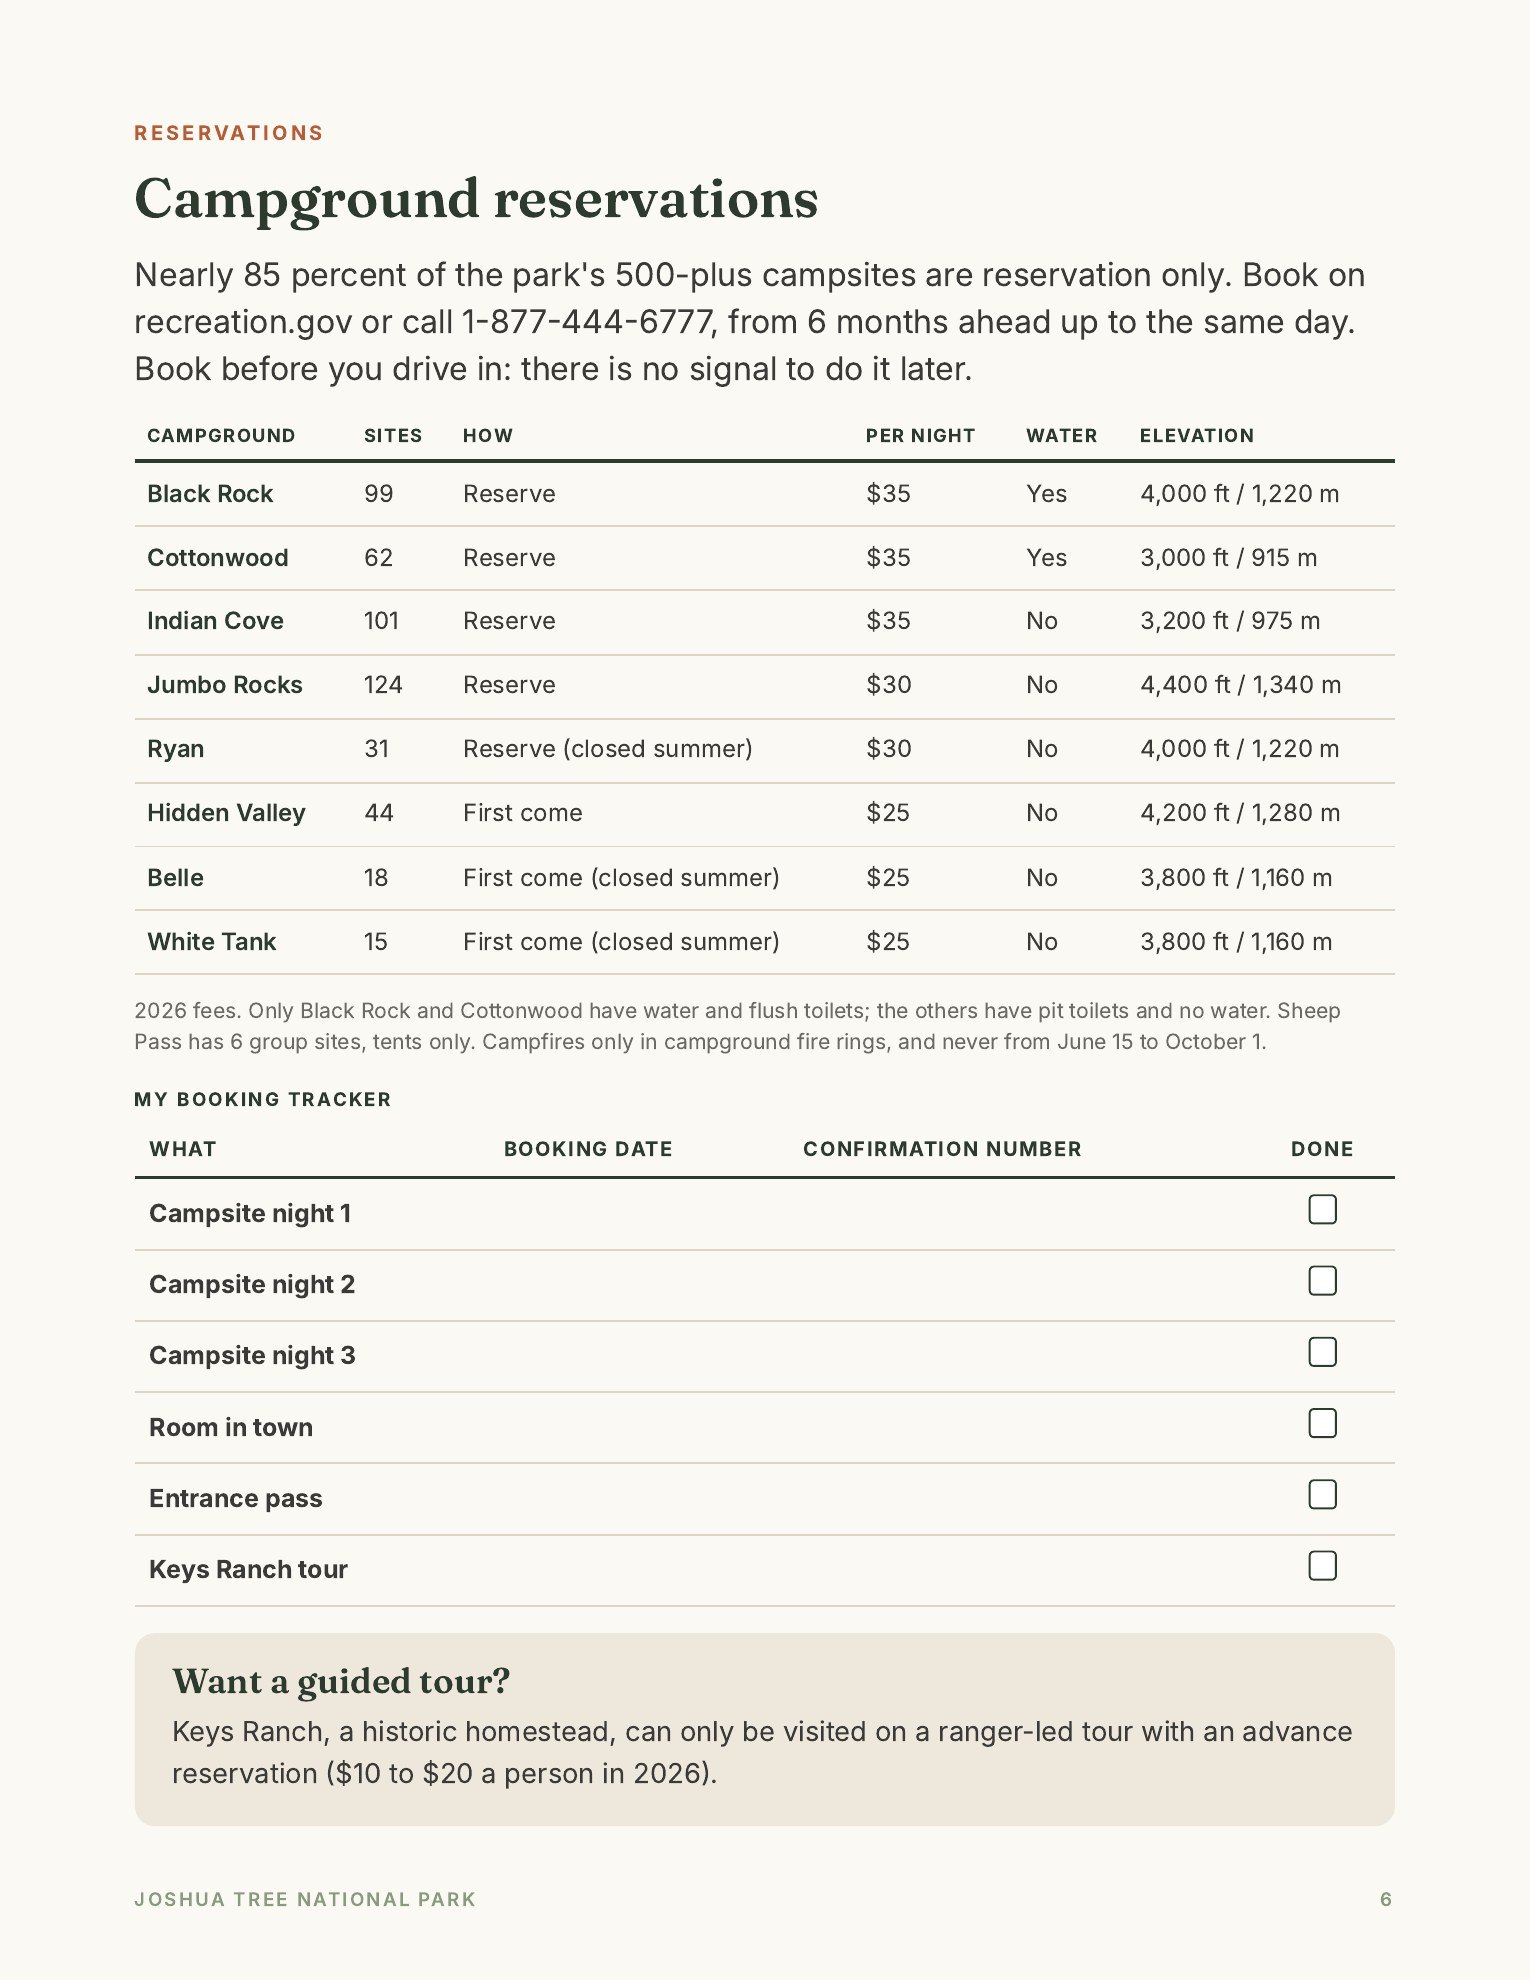 RESERVATIONS
Campground reservations
Nearly 85 percent of the park's 500-plus campsites are reservation only. Book on
recreation.gov or call 1-877-444-6777, from 6 months ahead up to the same day.
Book before you drive in: there is no signal to do it later.
CAMPGROUND SITES HOW PER NIGHT WATER ELEVATION
Black Rock 99 Reserve $35 Yes 4,000 ft / 1,220 m
Cottonwood 62 Reserve $35 Yes 3,000 ft / 915 m
Indian Cove 101 Reserve $35 No 3,200 ft / 975 m
Jumbo Rocks 124 Reserve $30 No 4,400 ft / 1,340 m
Ryan 31 Reserve (closed summer) $30 No 4,000 ft / 1,220 m
Hidden Valley 44 First come $25 No 4,200 ft / 1,280 m
Belle 18 First come (closed summer) $25 No 3,800 ft / 1,160 m
White Tank 15 First come (closed summer) $25 No 3,800 ft / 1,160 m
2026 fees. Only Black Rock and Cottonwood have water and flush toilets; the others have pit toilets and no water. Sheep
Pass has 6 group sites, tents only. Campfires only in campground fire rings, and never from June 15 to October 1.
MY BOOKING TRACKER
WHAT BOOKING DATE CONFIRMATION NUMBER DONE
Campsite night 1
Campsite night 2
Campsite night 3
Room in town
Entrance pass
Keys Ranch tour
Want a guided tour?
Keys Ranch, a historic homestead, can only be visited on a ranger-led tour with an advance
reservation ($10 to $20 a person in 2026).
JOSHUA TREE NATIONAL PARK 6